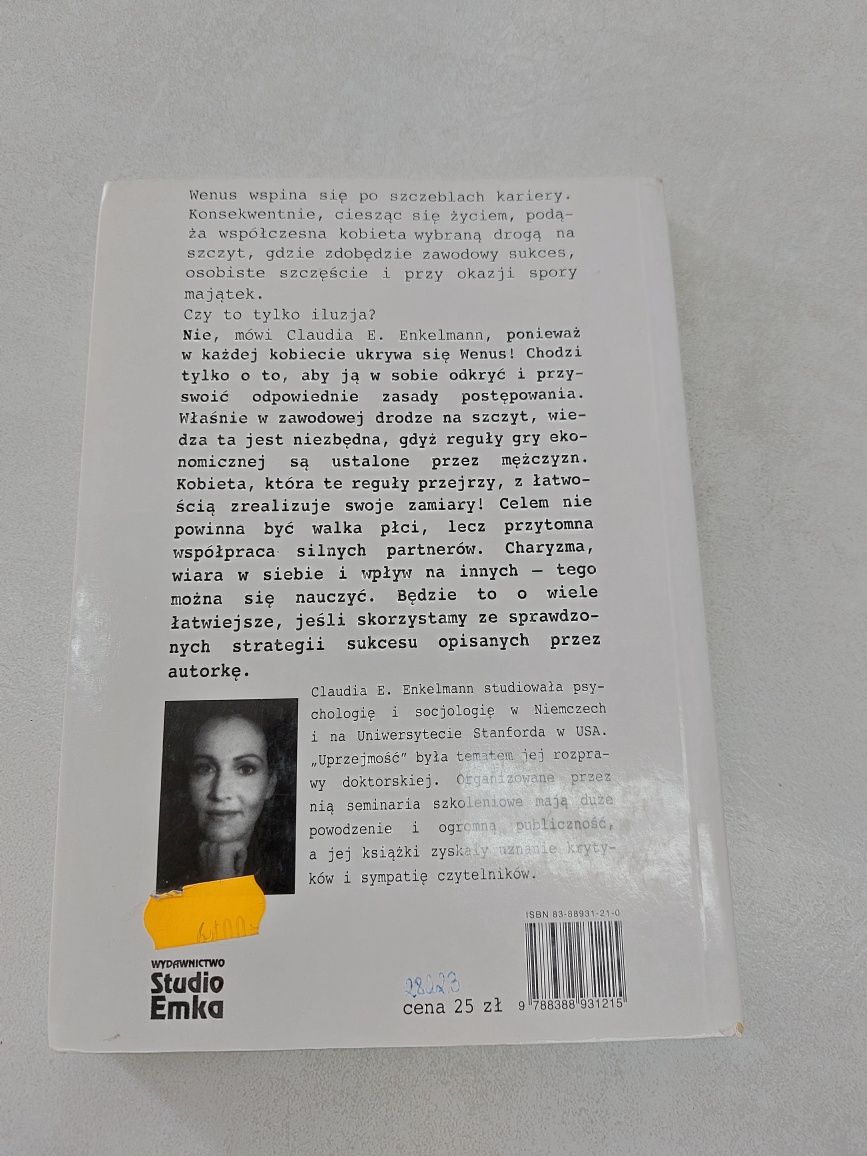 Wenus wspina się po szczeblach kariery.
Konsekwentnie, ciesząc się życiem, podą-
ża współczesna kobieta wybraną drogą na
szczyt, gdzie zdobędzie zawodowy sukces,
osobiste szczęście i przy okazji spory
majątek.
Czy to tylko iluzja?
Nie, mówi Claudia E. Enkelmann, ponieważ
w każdej kobiecie ukrywa się Wenus! Chodzi
tylko o to, aby ją w sobie odkryć i przy-
swoić odpowiednie zasady postępowania.
Właśnie w zawodowej drodze na szczyt, wie-
dza ta jest niezbędna, gdyż reguły gry eko-
nomicznej są ustalone przez mężczyzn.
Kobieta, która te reguły przejrzy, z łatwo-
ścią zrealizuje swoje zamiary! Celem nie
powinna być walka płci, lecz przytomna
współpraca silnych partnerów. Charyzma,
wiara w siebie i wpływ na innych — tego
można się nauczyć. Będzie to o wiele
łatwiejsze, jeśli skorzystamy ze sprawdzo-
nych strategii sukcesu opisanych przez
autorkę.
Claudia E. Enkelmann studiowała psy-
chologię i socjologię w Niemczech
i na Uniwersytecie Stanforda w USA.
„Uprzejmość" była tematem jej rozpra-
wy doktorskiej. Organizowane przez
nią seminaria szkoleniowe mają duże
powodzenie i ogromną publiczność,
a jej książki zyskały uznanie kryty-
ków i sympatię czytelników.
ISBN 83-88931-21-0
WYDAWNICTWO
Studio
Emka
cena 25 zł
9 788388 931215